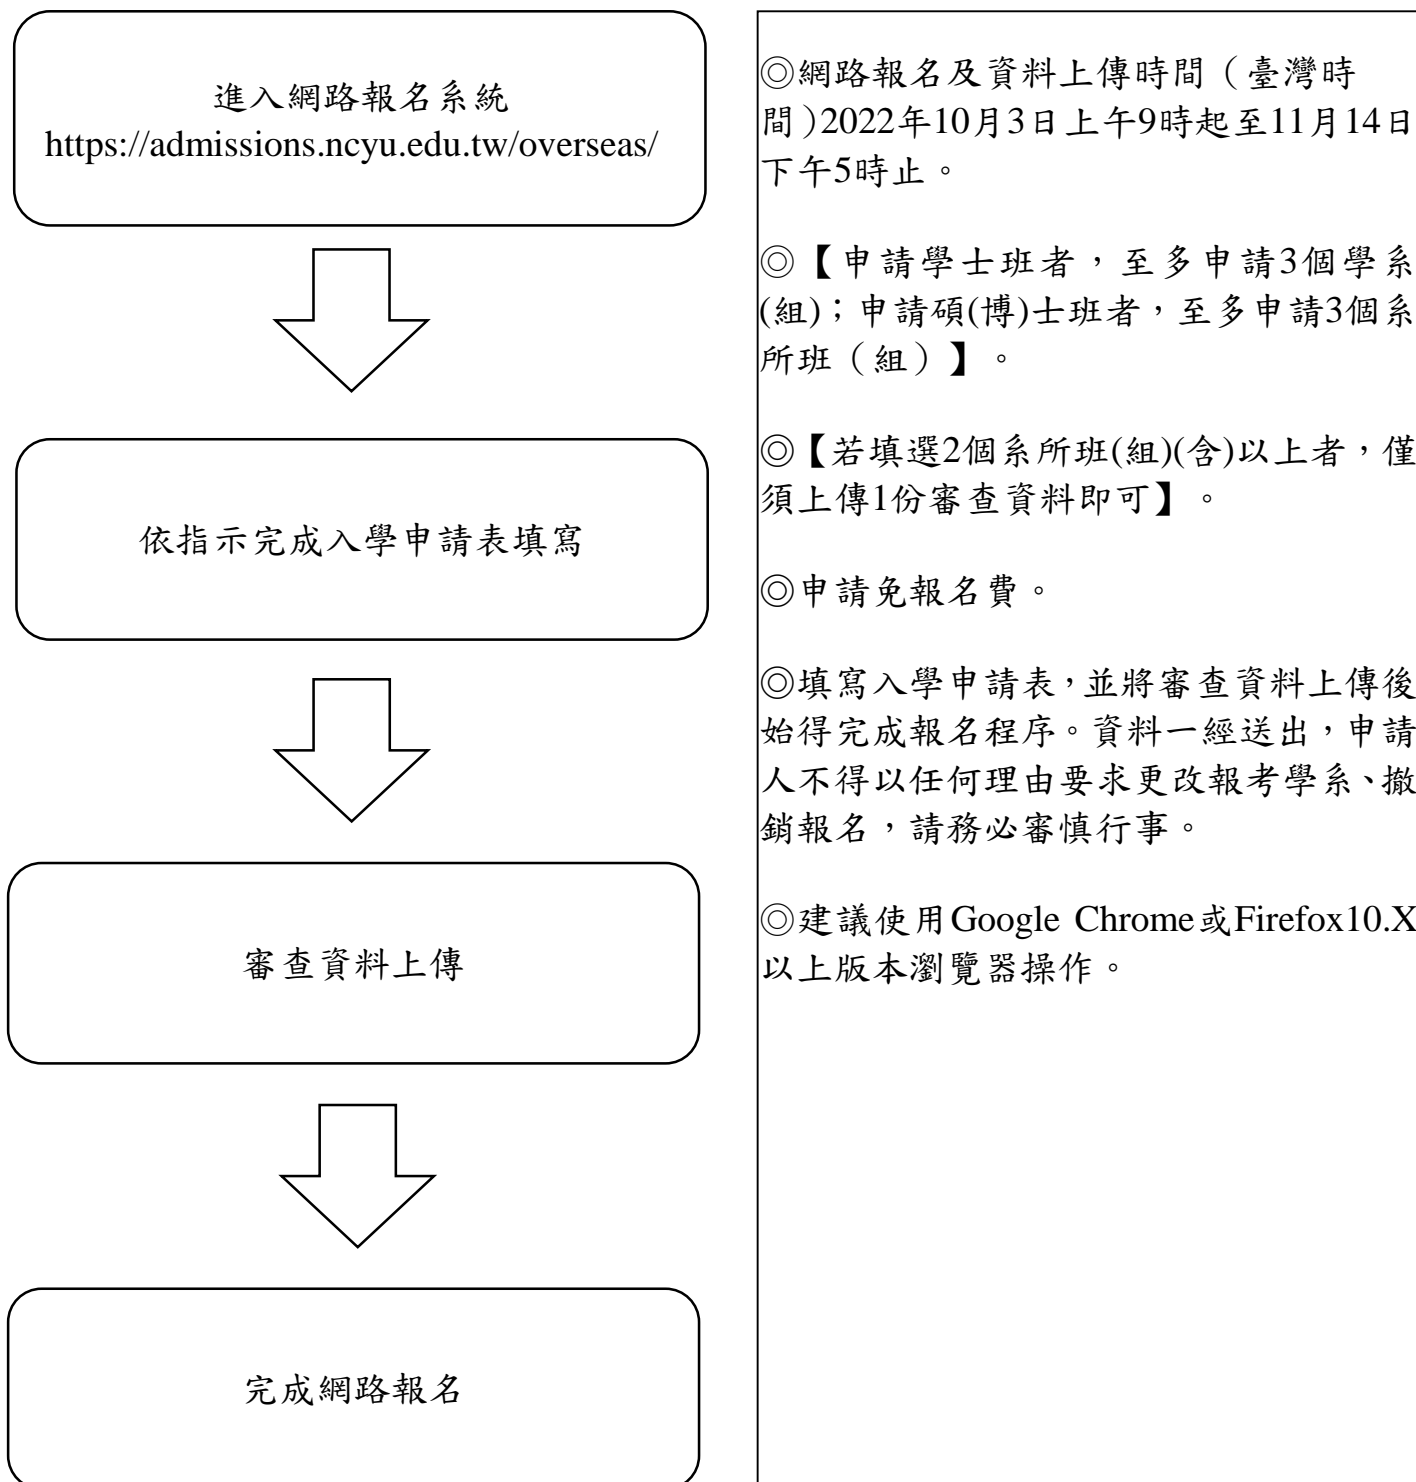 進入網路報名系統
https://admissions.ncyu.edu.tw/overseas/
依指示完成入學申請表填寫
審查資料上傳
完成網路報名
◎網路報名及資料上傳時間（臺灣時
間）2022年10月3日上午9時起至11月14日
下午5時止。
◎【申請學士班者，至多申請3個學系
(組)；申請碩(博)士班者，至多申請3個系
所班（組）】。
◎【若填選2個系所班(組)(含)以上者，僅
須上傳1份審查資料即可】。
◎申請免報名費。
◎填寫入學申請表，並將審查資料上傳後
始得完成報名程序。資料一經送出，申請
人不得以任何理由要求更改報考學系、撤
銷報名，請務必審慎行事。
◎建議使用Google Chrome或Firefox10.X
以上版本瀏覽器操作。